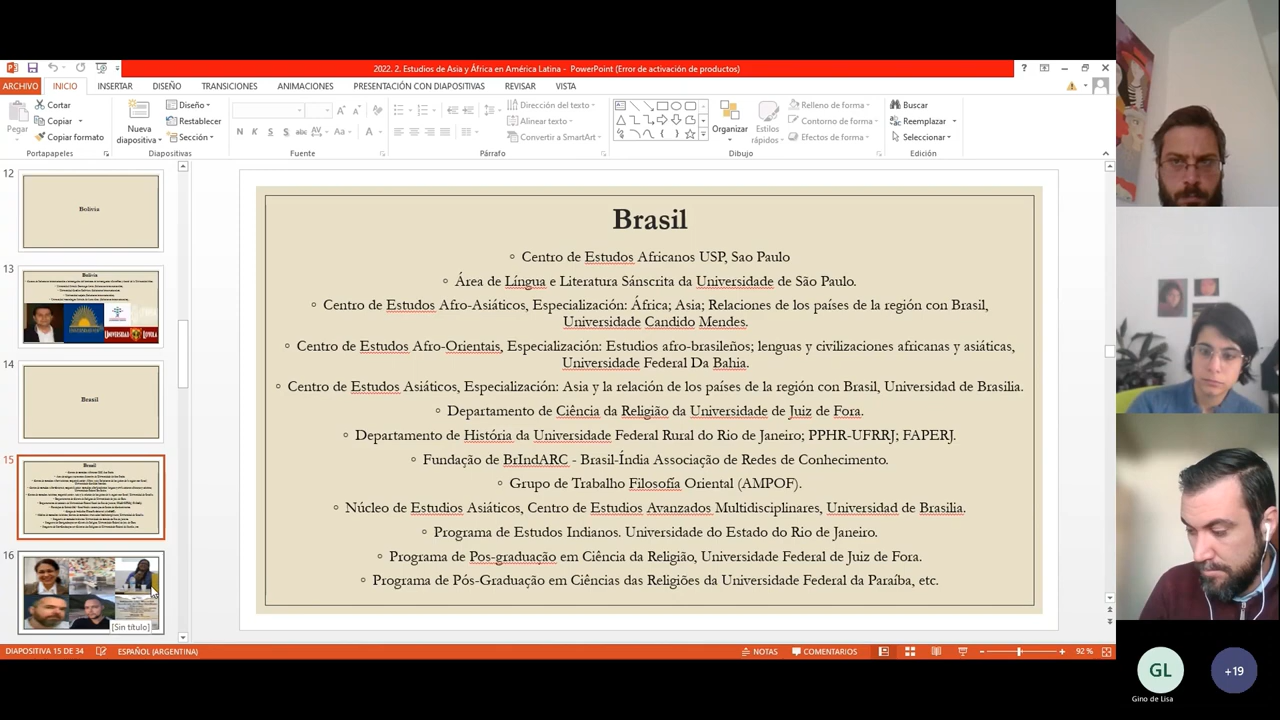 2022. 2. Estudios de Asia y África en América Latina - PowerPoint (Error de activación de productos)
ARCHIVO INICIO INSERTAR DISEÑO TRANSICIONES ANIMACIONES PRESENTACIÓN CON DIAPOSITIVAS REVISAR VISTA
Pegar
Cortar
Copiar
Copiar formato
Portapapeles
Nueva diapositiva
Diseño
Restablecer
Sección
Diapositivas
N K S S abc AV Aa A
Fuente
Dirección del texto
Alinear texto
Convertir a SmartArt
Párrafo
Organizar
Estilos rápidos
Relleno de forma
Contorno de forma
Efectos de forma
Dibujo
Buscar
Reemplazar
Seleccionar
Edición
12
Bolivia
13
Bolivia
UNIVERSIDAD LOYOLA
14
Brasil
15
Brasil
16
[Sin título]
Brasil
Centro de Estudos Africanos USP, Sao Paulo
Área de Língua e Literatura Sánscrita da Universidade de São Paulo.
Centro de Estudos Afro-Asiáticos, Especialización: África; Asia; Relaciones de los países de la región con Brasil,
Universidade Candido Mendes.
Centro de Estudos Afro-Orientais, Especialización: Estudios afro-brasileños; lenguas y civilizaciones africanas y asiáticas,
Universidade Federal Da Bahia.
Centro de Estudos Asiáticos, Especialización: Asia y la relación de los países de la región con Brasil, Universidad de Brasilia.
Departamento de Ciência da Religião da Universidade de Juiz de Fora.
Departamento de História da Universidade Federal Rural do Rio de Janeiro; PPHR-UFRRJ; FAPERJ.
Fundação de BrIndARC - Brasil-Índia Associação de Redes de Conhecimento.
Grupo de Trabalho Filosofía Oriental (AMPOF).
Núcleo de Estudios Asiáticos, Centro de Estudios Avanzados Multidisciplinares, Universidad de Brasilia.
Programa de Estudos Indianos. Universidade do Estado do Rio de Janeiro.
Programa de Pos-graduação em Ciência da Religião, Universidade Federal de Juiz de Fora.
Programa de Pós-Graduação em Ciências das Religiões da Universidade Federal da Paraíba, etc.
DIAPOSITIVA 15 DE 34 ESPAÑOL (ARGENTINA) NOTAS COMENTARIOS 92 %
GL
Gino de Lisa
+19